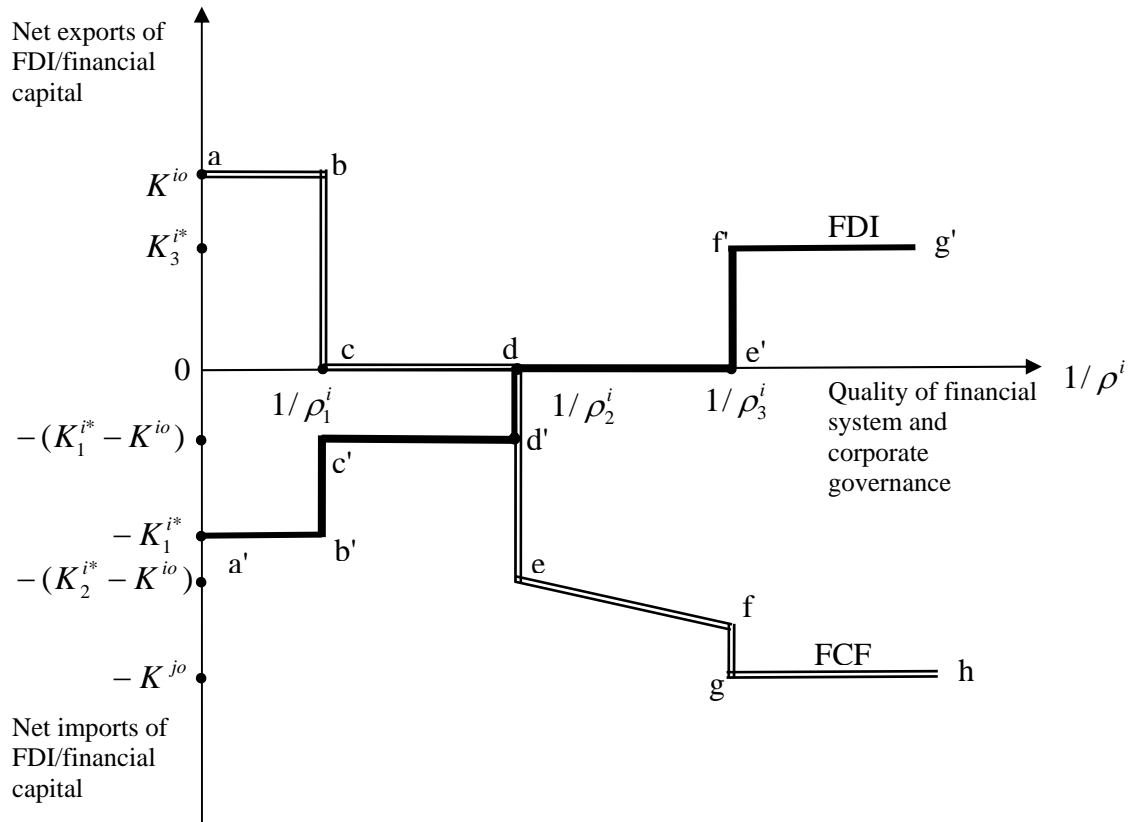 Net exports of
FDI/financial
capital
a
b
K^{io}
K_3^{i*}
f'
FDI
g'
0
c
d
e'
1/ρ^i
1/ρ_1^i
1/ρ_2^i
1/ρ_3^i
Quality of financial
system and
corporate
governance
−(K_1^{i*} − K^{io})
c'
d'
−K_1^{i*}
a'
b'
−(K_2^{i*} − K^{io})
e
f
FCF
−K^{jo}
g
h
Net imports of
FDI/financial
capital